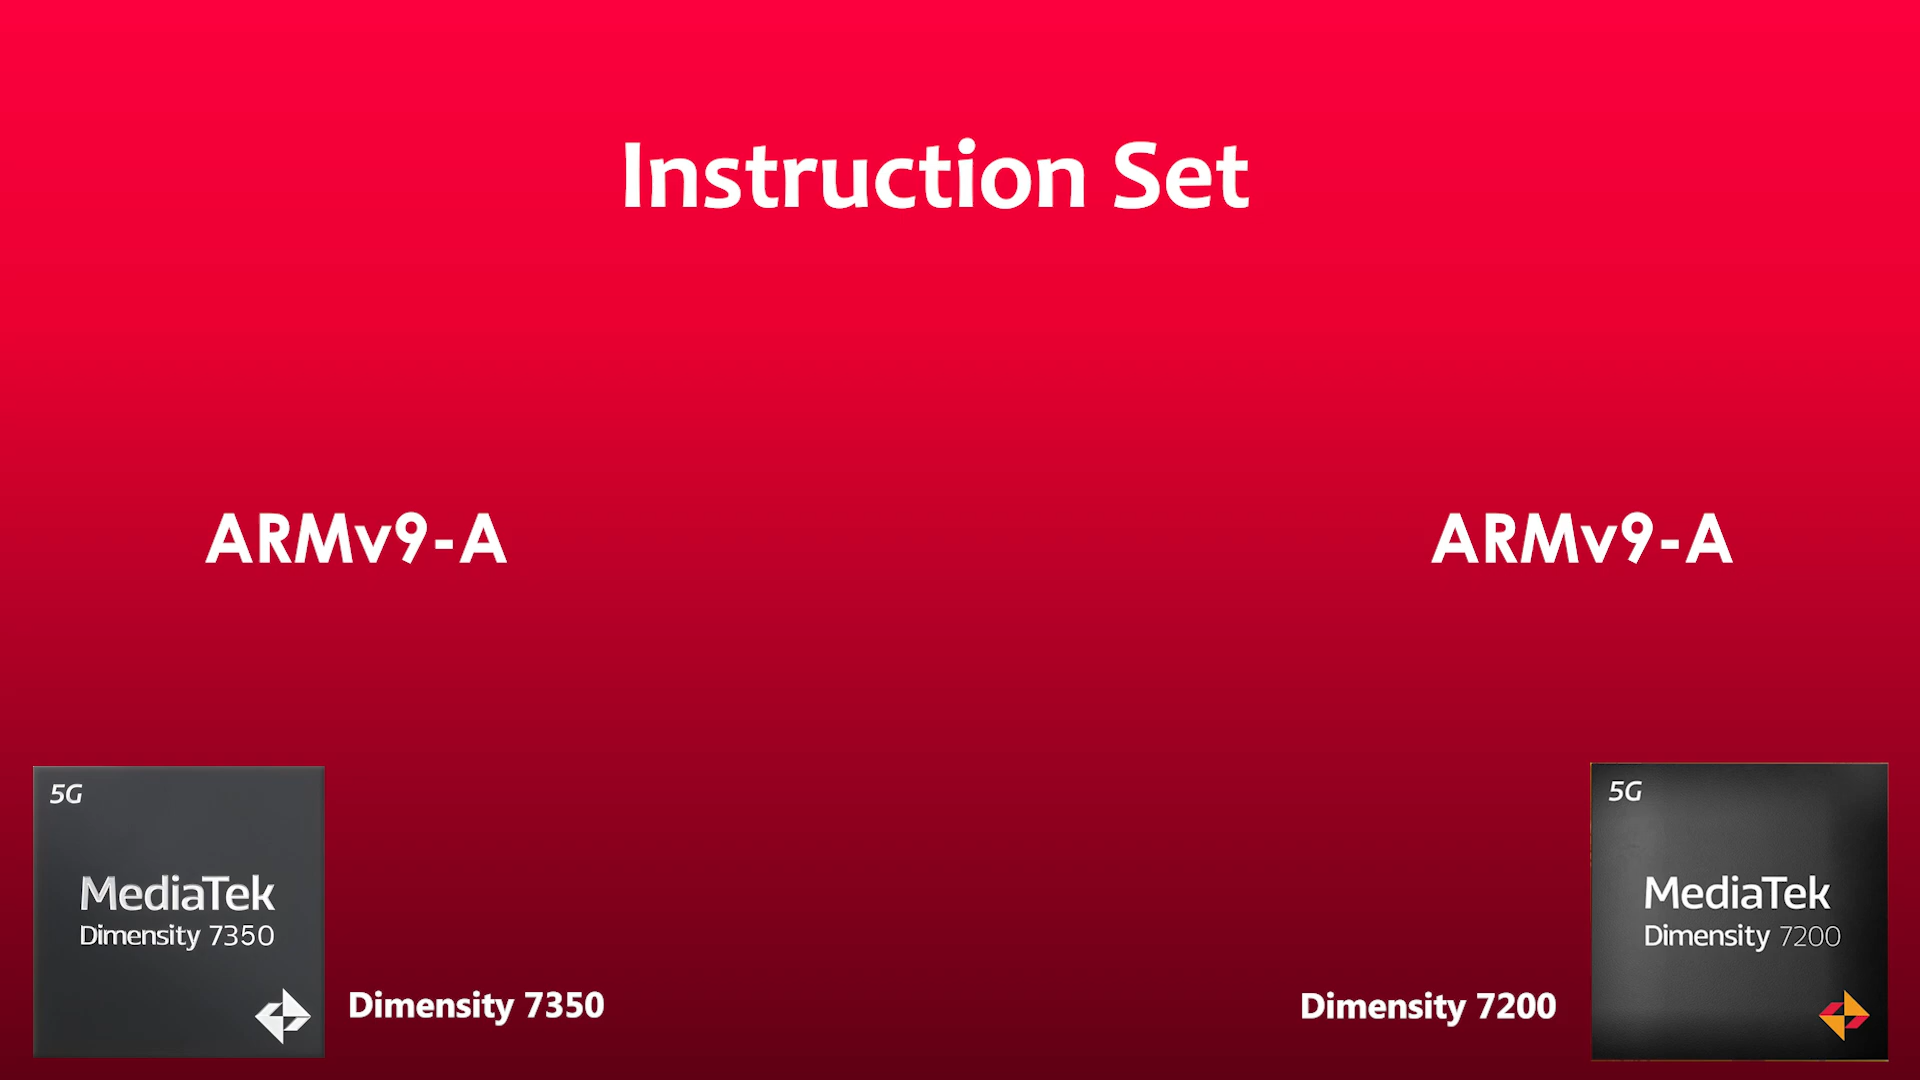 Instruction Set
ARMv9-A
ARMv9-A
5G
MediaTek
Dimensity 7350
Dimensity 7350
Dimensity 7200
5G
MediaTek
Dimensity 7200